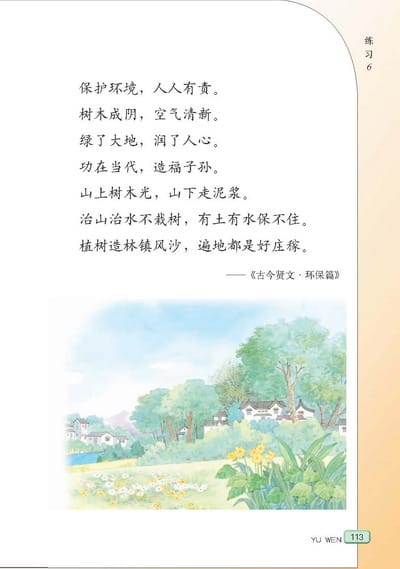 练习6
保护环境，人人有责。
树木成阴，空气清新。
绿了大地，润了人心。
功在当代，造福子孙。
山上树木光，山下走泥浆。
治山治水不栽树，有土有水保不住。
植树造林镇风沙，遍地都是好庄稼。
——《古今贤文·环保篇》
YU WEN 113